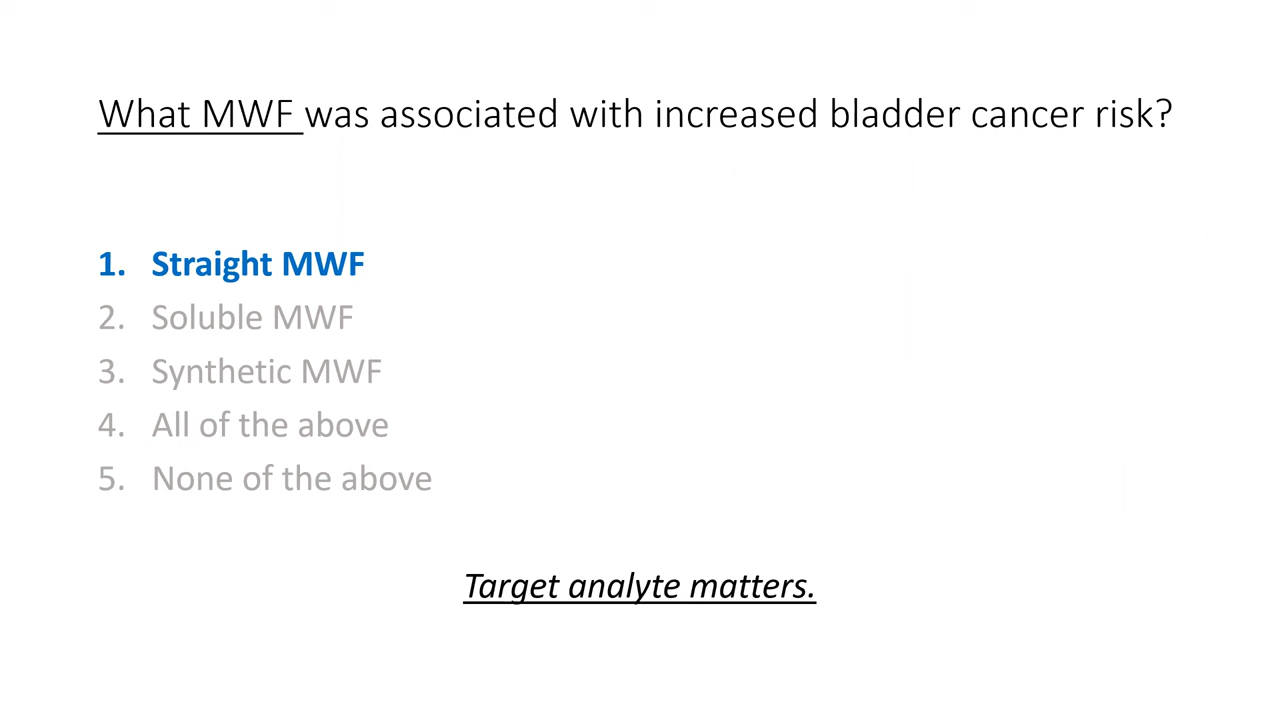 What MWF was associated with increased bladder cancer risk?
1. Straight MWF
2. Soluble MWF
3. Synthetic MWF
4. All of the above
5. None of the above
Target analyte matters.